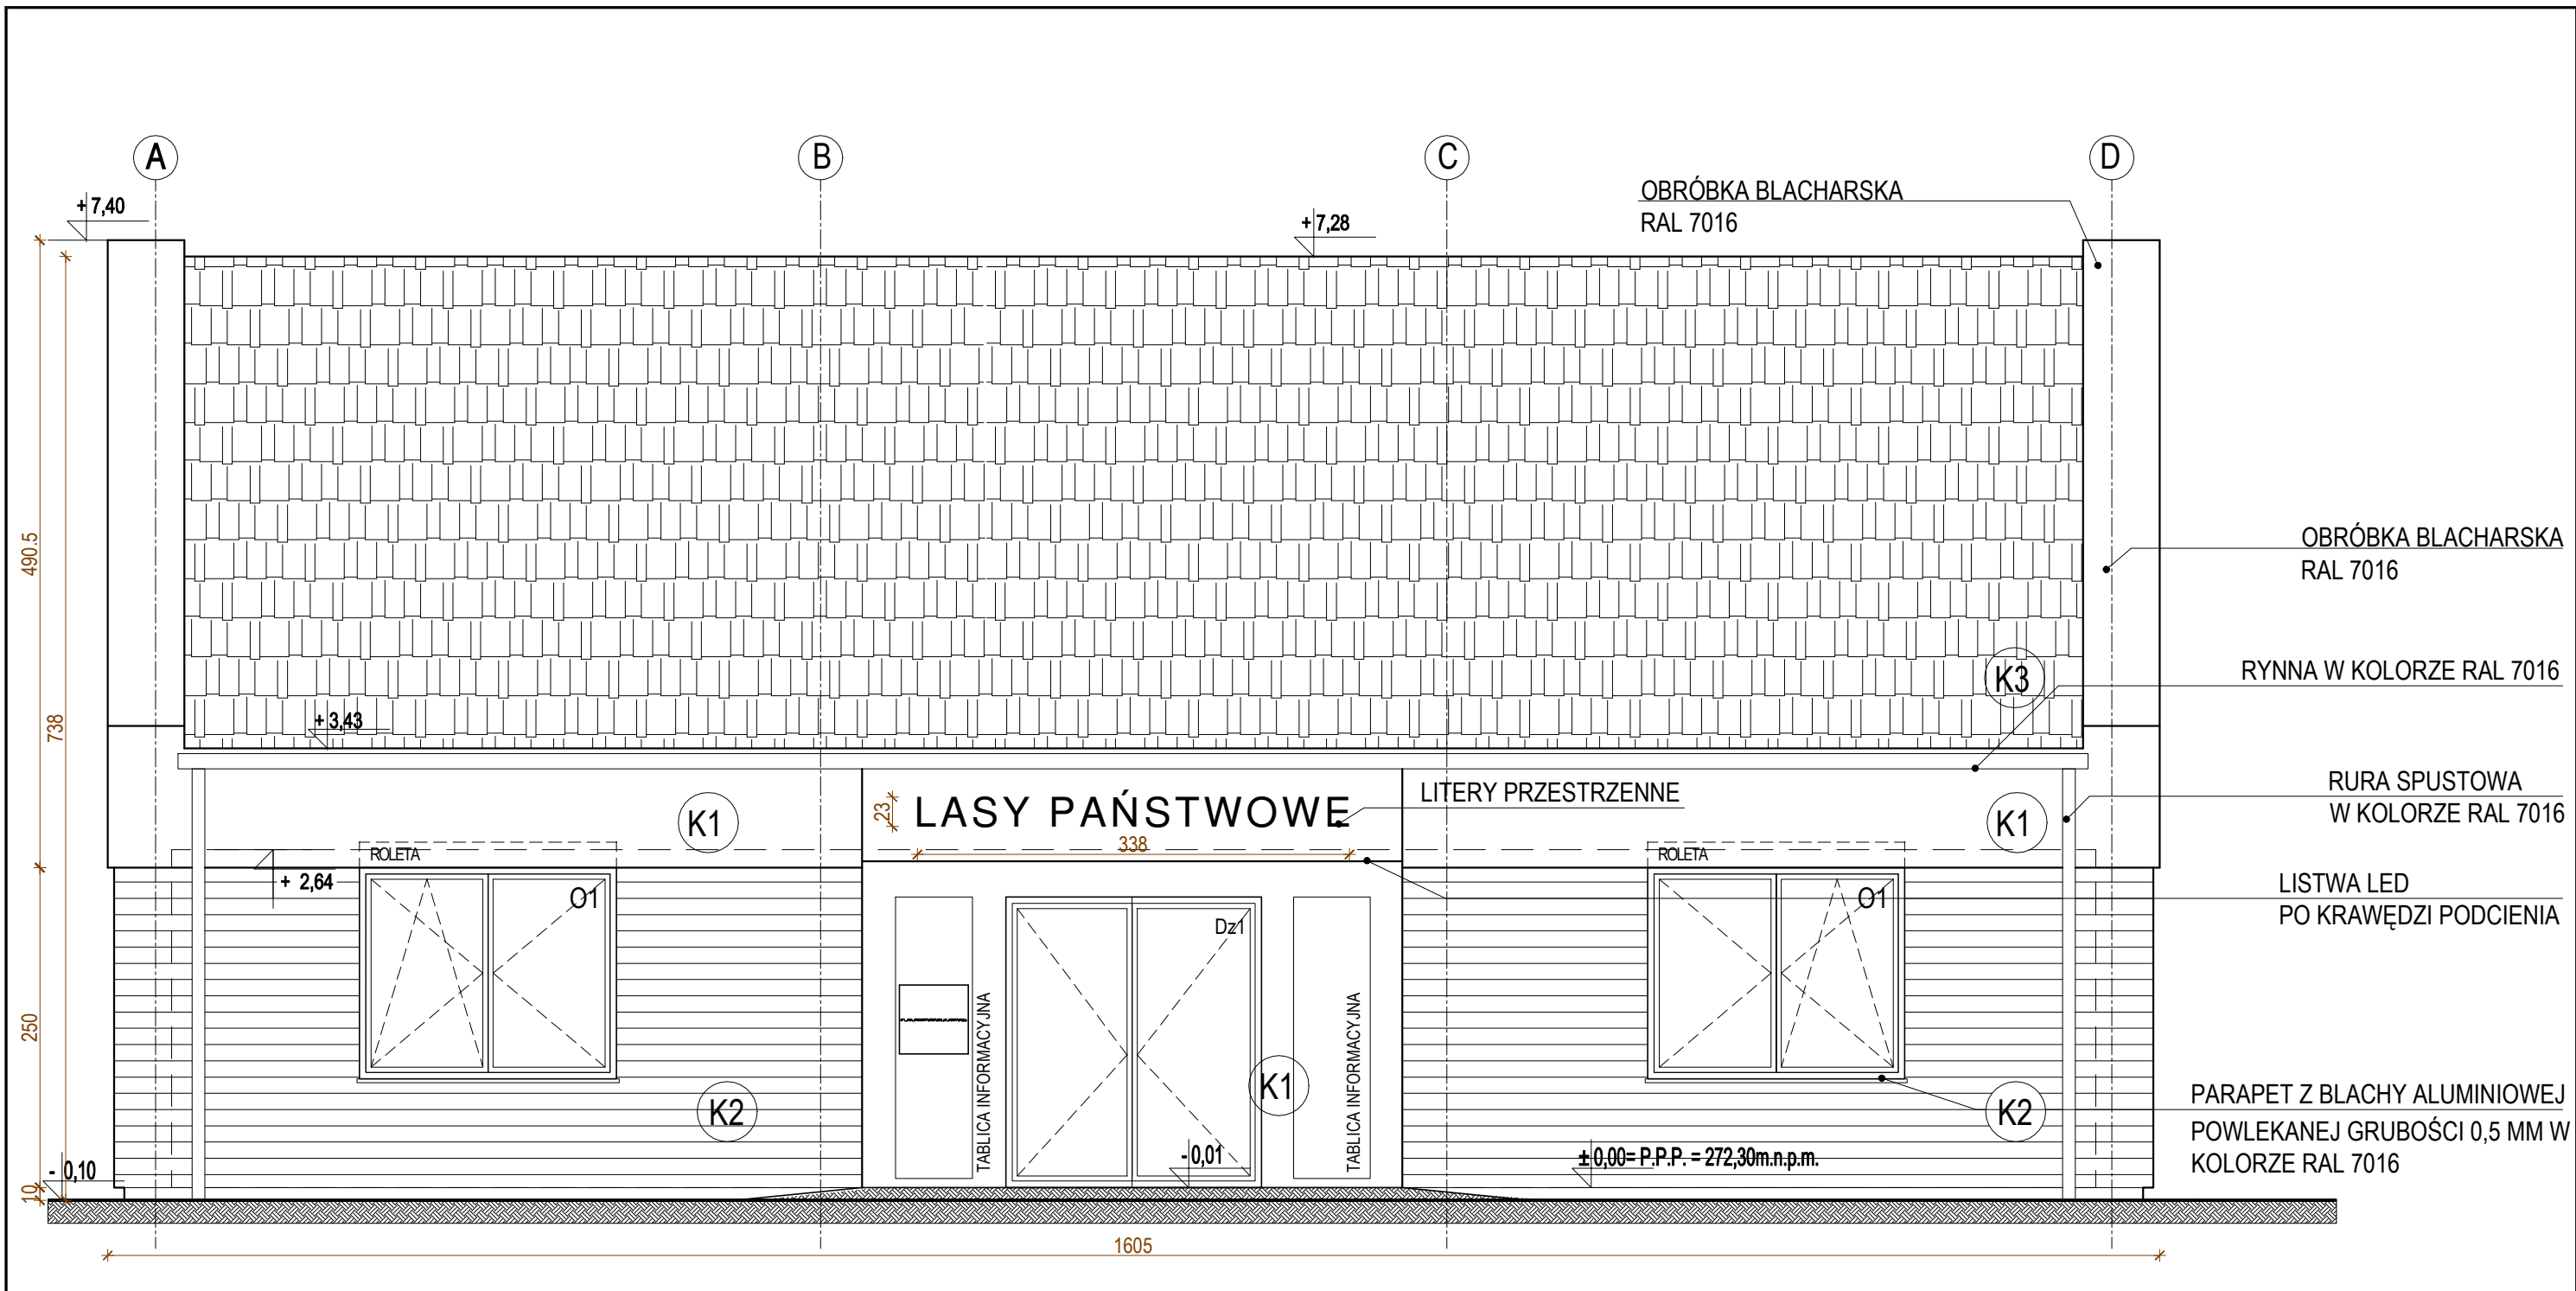 A
B
C
D
OBRÓBKA BLACHARSKA
RAL 7016
+ 7,40
+ 7,28
490.5
738
OBRÓBKA BLACHARSKA
RAL 7016
K3
RYNNA W KOLORZE RAL 7016
+ 3,43
RURA SPUSTOWA
W KOLORZE RAL 7016
23
LASY PAŃSTWOWE
LITERY PRZESTRZENNE
K1
K1
338
ROLETA
ROLETA
+ 2,64
O1
O1
LISTWA LED
PO KRAWĘDZI PODCIENIA
Dz1
250
TABLICA INFORMACYJNA
TABLICA INFORMACYJNA
K1
K2
K2
PARAPET Z BLACHY ALUMINIOWEJ
POWLEKANEJ GRUBOŚCI 0,5 MM W
KOLORZE RAL 7016
- 0,10
- 0,01
± 0,00= P.P.P. = 272,30m.n.p.m.
10
1605